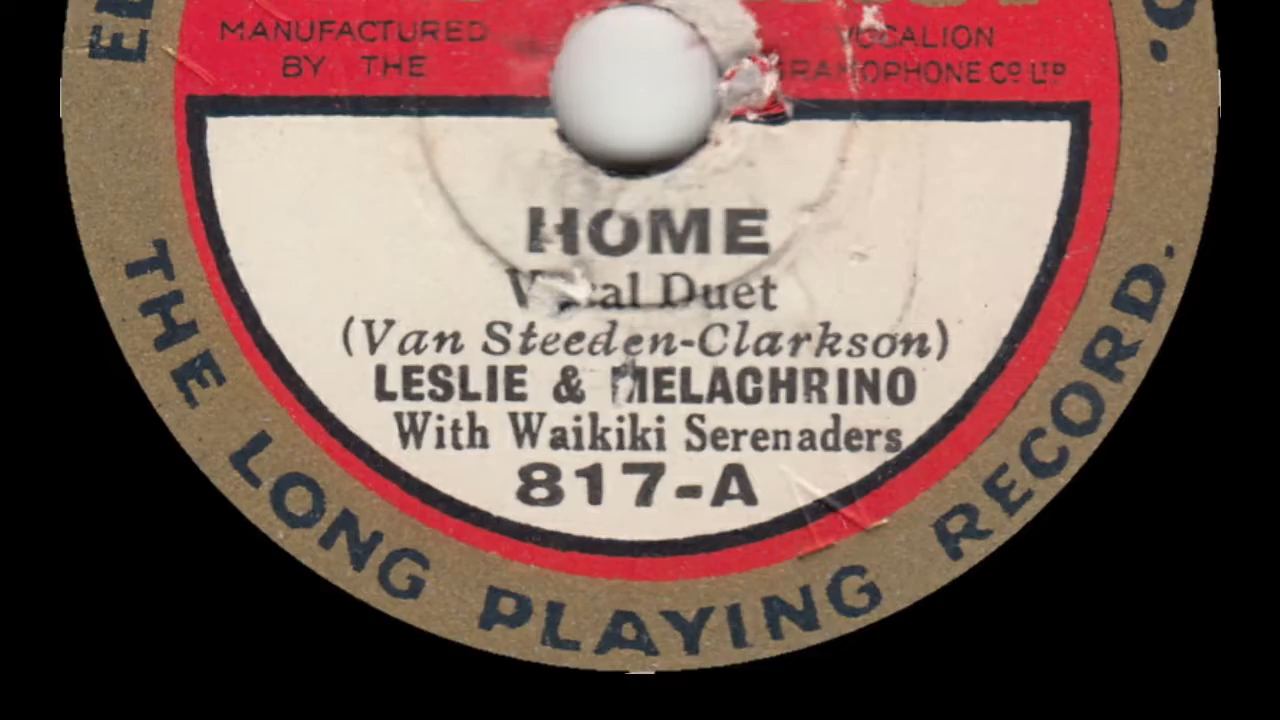 MANUFACTURED
BY THE
VOCALION
GRAMOPHONE Cº LTD
HOME
Vocal Duet
(Van Steeden-Clarkson)
LESLIE & MELACHRINO
With Waikiki Serenaders
817-A
THE LONG PLAYING RECORD.